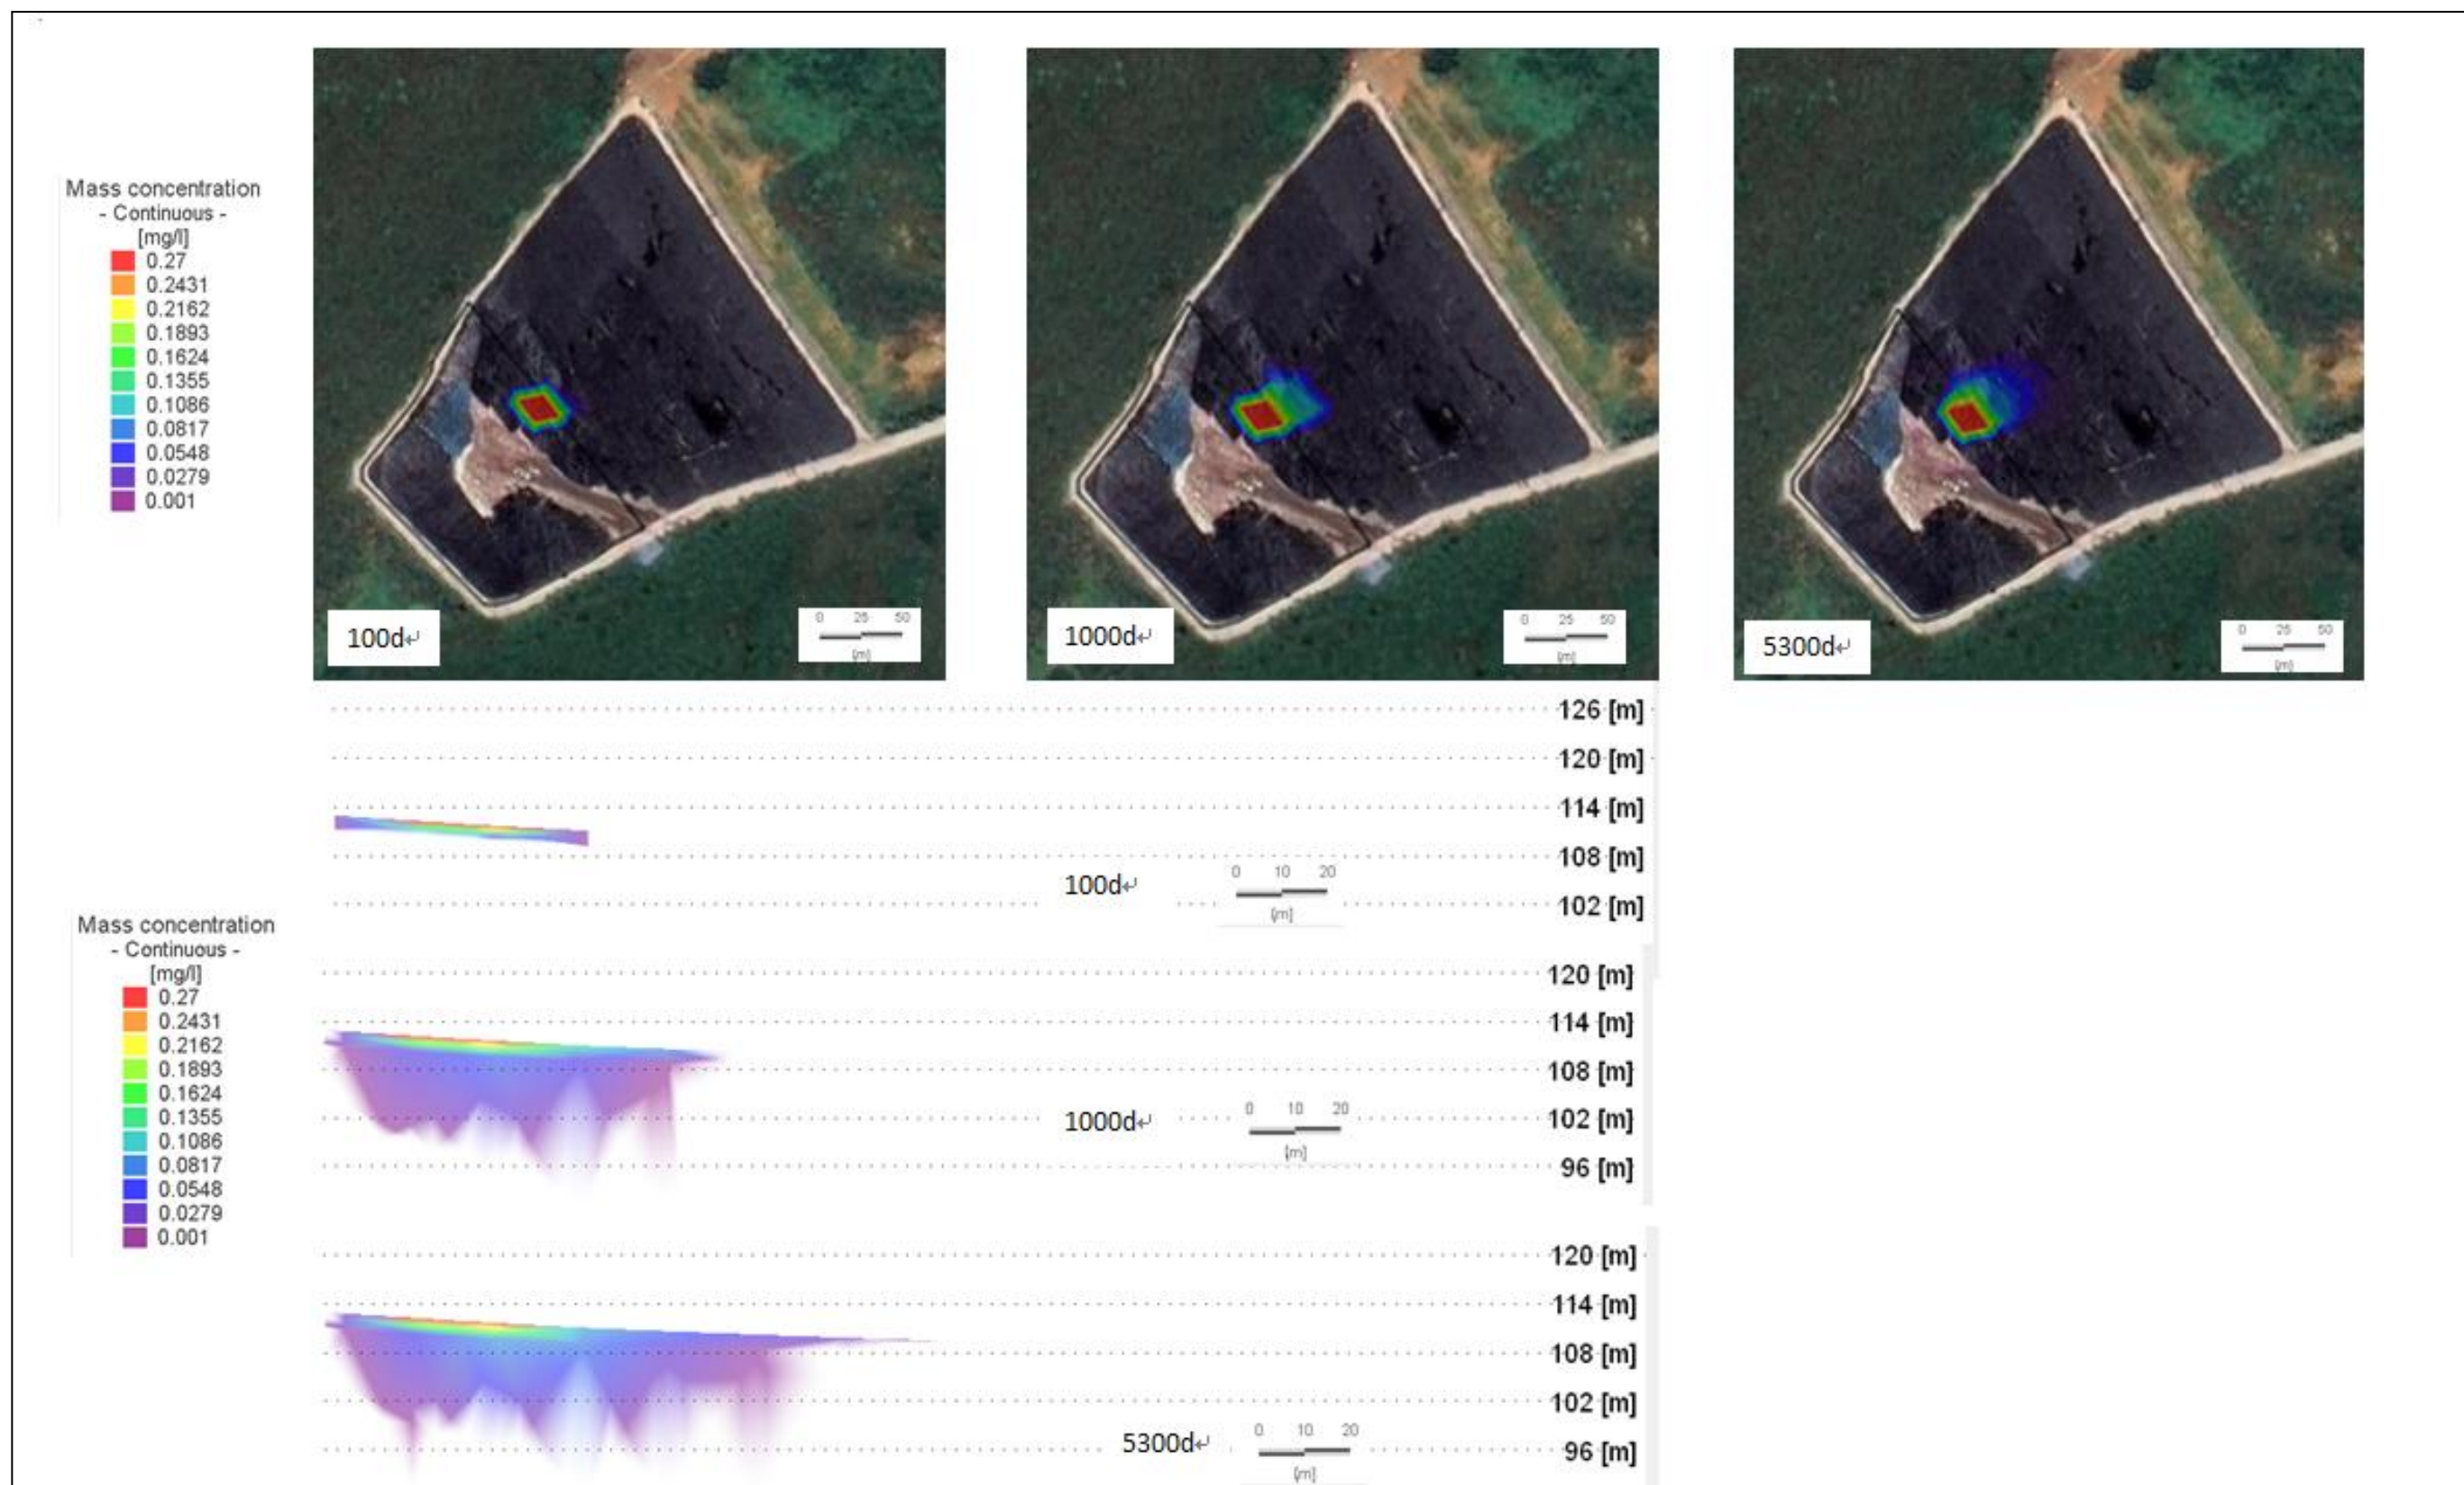 Mass concentration
- Continuous -
[mg/l]
0.27
0.2431
0.2162
0.1893
0.1624
0.1355
0.1086
0.0817
0.0548
0.0279
0.001
100d↵
0 25 50
[m]
1000d↵
0 25 50
[m]
5300d↵
0 25 50
[m]
126 [m]
120 [m]
114 [m]
108 [m]
102 [m]
100d↵
0 10 20
[m]
Mass concentration
- Continuous -
[mg/l]
0.27
0.2431
0.2162
0.1893
0.1624
0.1355
0.1086
0.0817
0.0548
0.0279
0.001
120 [m]
114 [m]
108 [m]
102 [m]
96 [m]
1000d↵
0 10 20
[m]
120 [m]
114 [m]
108 [m]
102 [m]
96 [m]
5300d↵
0 10 20
[m]